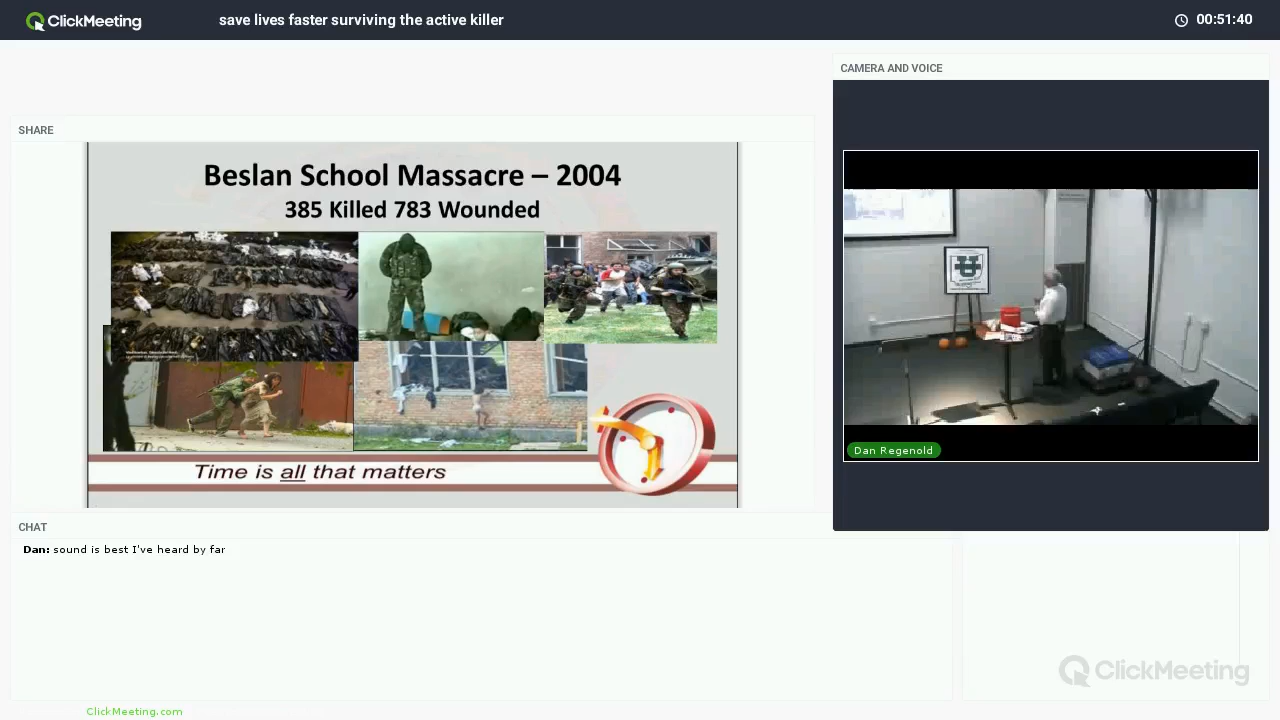 ClickMeeting
save lives faster surviving the active killer
00:51:40
CAMERA AND VOICE
SHARE
Beslan School Massacre – 2004
385 Killed 783 Wounded
Time is all that matters
Dan Regenold
CHAT
Dan: sound is best I've heard by far
ClickMeeting
ClickMeeting.com